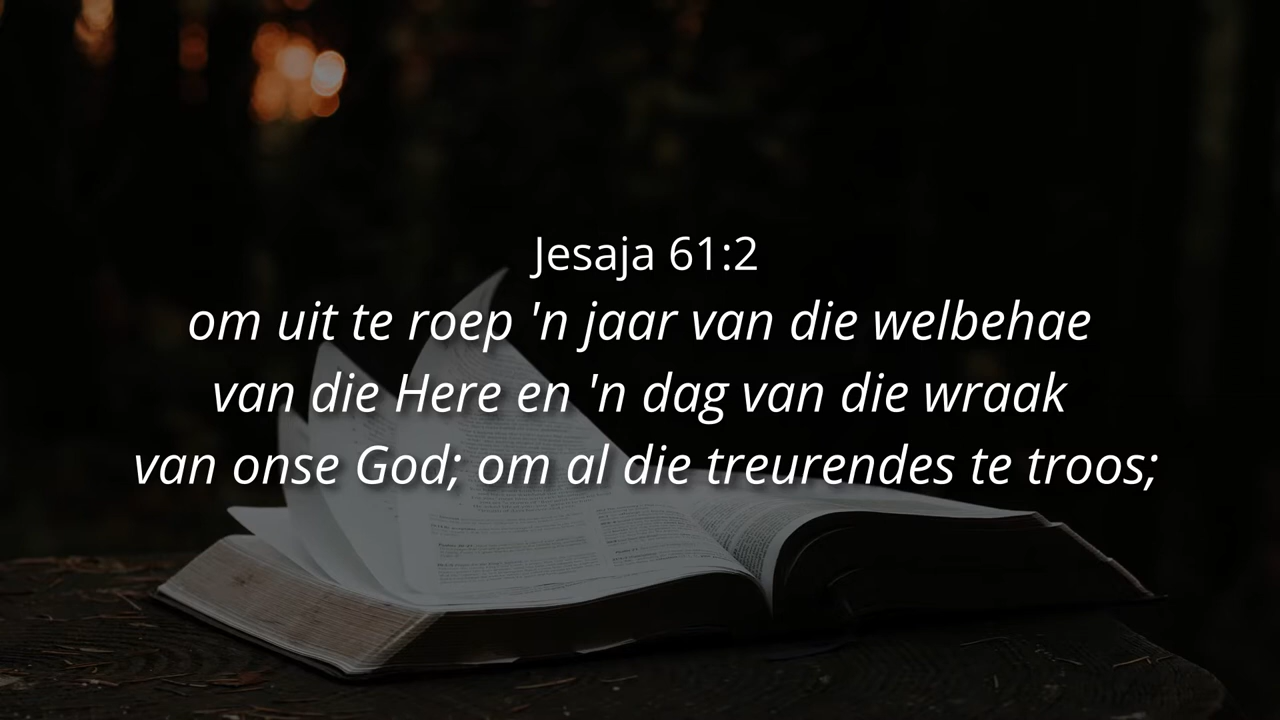 Jesaja 61:2
om uit te roep 'n jaar van die welbehae
van die Here en 'n dag van die wraak
van onse God; om al die treurendes te troos;